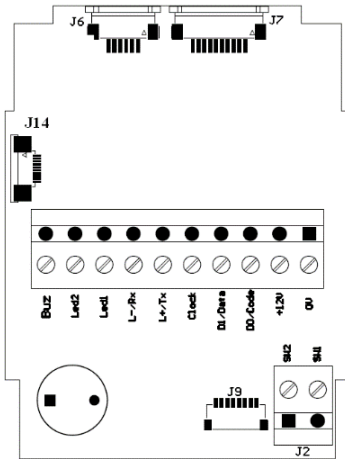 J6
J7
J14
Buz
Led2
Led1
L-/Rx
L+/Tx
Clock
D1/Data
D0/Code
+12V
0V
SW2
SW1
J9
J2